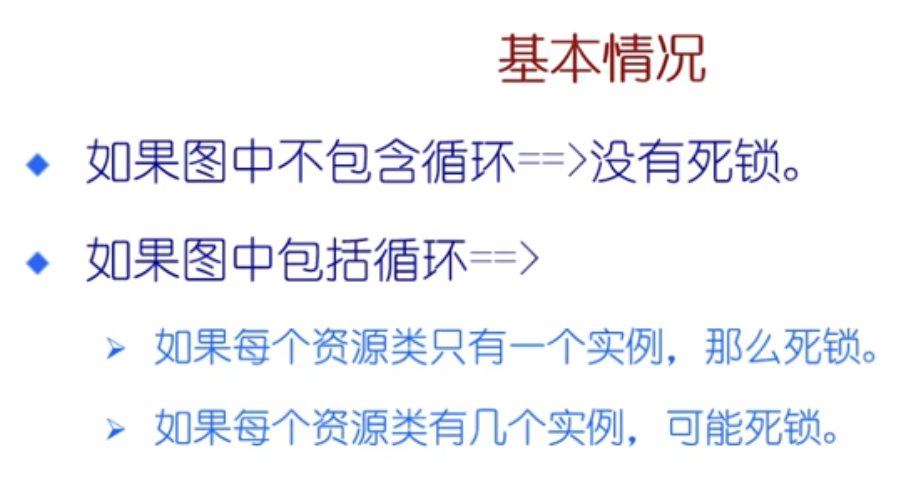 基本情况
如果图中不包含循环==>没有死锁。
如果图中包括循环==>
如果每个资源类只有一个实例，那么死锁。
如果每个资源类有几个实例，可能死锁。